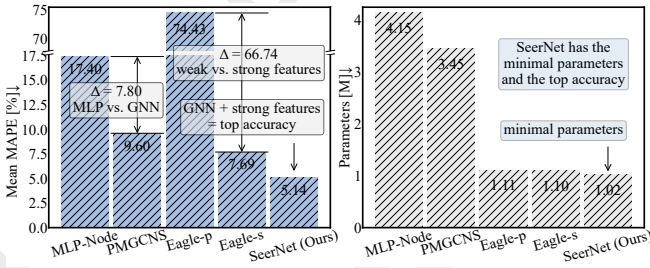 75
70
17.5
15.0
12.5
10.0
7.5
5.0
2.5
0.0
Mean MAPE [%]↓
17.40
9.60
74.43
7.69
5.14
Δ = 7.80
MLP vs. GNN
Δ = 66.74
weak vs. strong features
GNN + strong features
= top accuracy
MLP-Node
PMGCNS
Eagle-p
Eagle-s
SeerNet (Ours)
4
3
2
1
0
Parameters [M]↓
4.15
3.45
1.11
1.10
1.02
SeerNet has the
minimal parameters
and the top accuracy
minimal parameters
MLP-Node
PMGCNS
Eagle-p
Eagle-s
SeerNet (Ours)